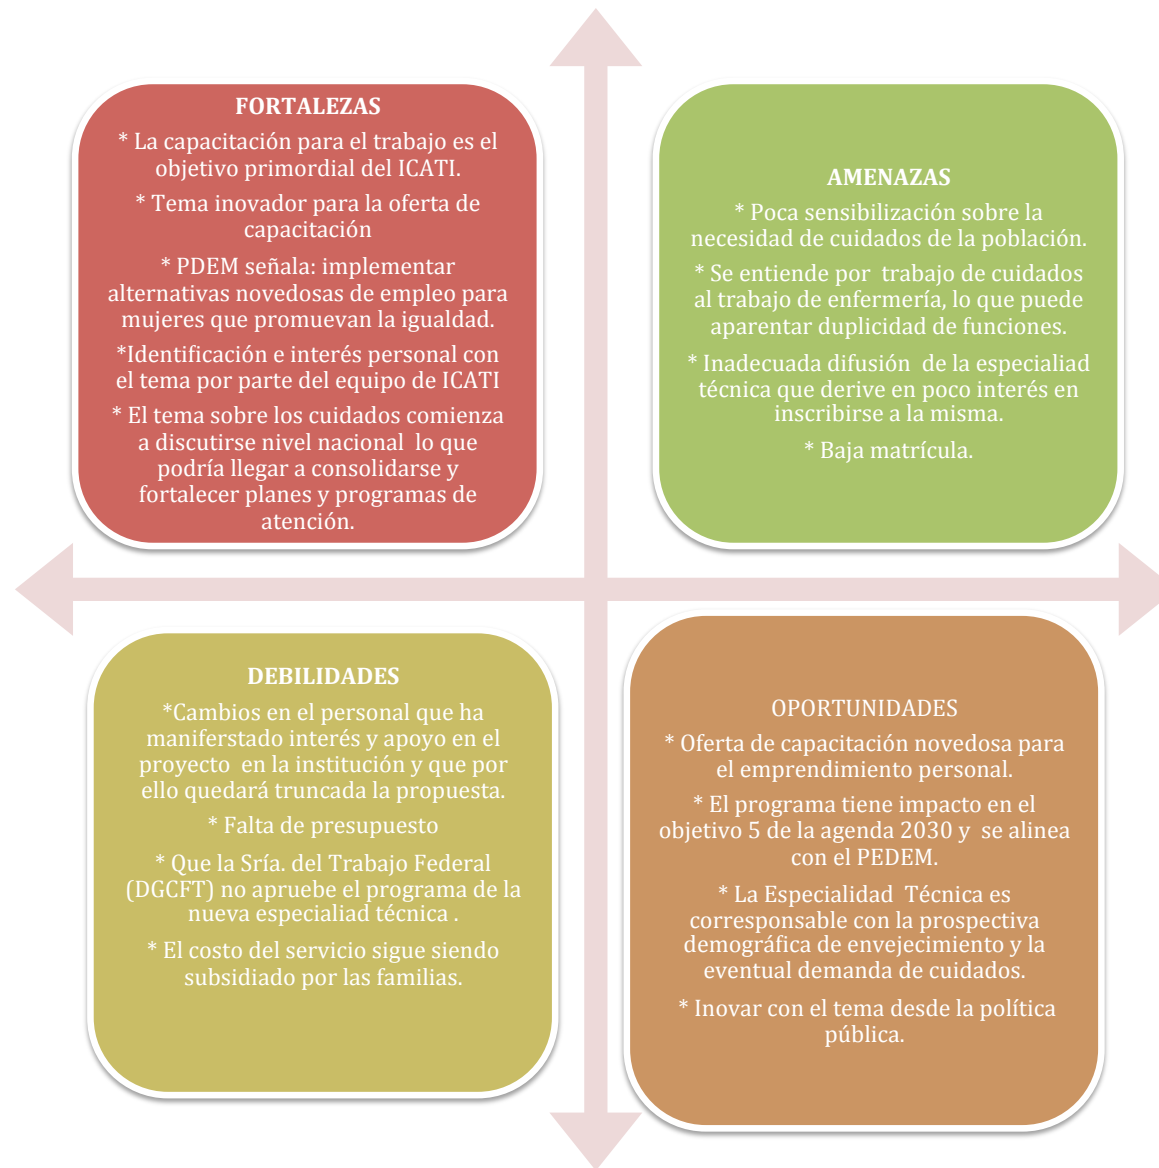 FORTALEZAS
* La capacitación para el trabajo es el
objetivo primordial del ICATI.
* Tema inovador para la oferta de
capacitación
* PDEM señala: implementar
alternativas novedosas de empleo para
mujeres que promuevan la igualdad.
*Identificación e interés personal con
el tema por parte del equipo de ICATI
* El tema sobre los cuidados comienza
a discutirse nivel nacional lo que
podría llegar a consolidarse y
fortalecer planes y programas de
atención.
AMENAZAS
* Poca sensibilización sobre la
necesidad de cuidados de la población.
* Se entiende por trabajo de cuidados
al trabajo de enfermería, lo que puede
aparentar duplicidad de funciones.
* Inadecuada difusión de la especialiad
técnica que derive en poco interés en
inscribirse a la misma.
* Baja matrícula.
DEBILIDADES
*Cambios en el personal que ha
maniferstado interés y apoyo en el
proyecto en la institución y que por
ello quedará truncada la propuesta.
* Falta de presupuesto
* Que la Sría. del Trabajo Federal
(DGCFT) no apruebe el programa de la
nueva especialiad técnica .
* El costo del servicio sigue siendo
subsidiado por las familias.
OPORTUNIDADES
* Oferta de capacitación novedosa para
el emprendimiento personal.
* El programa tiene impacto en el
objetivo 5 de la agenda 2030 y se alinea
con el PEDEM.
* La Especialidad Técnica es
corresponsable con la prospectiva
demográfica de envejecimiento y la
eventual demanda de cuidados.
* Inovar con el tema desde la política
pública.